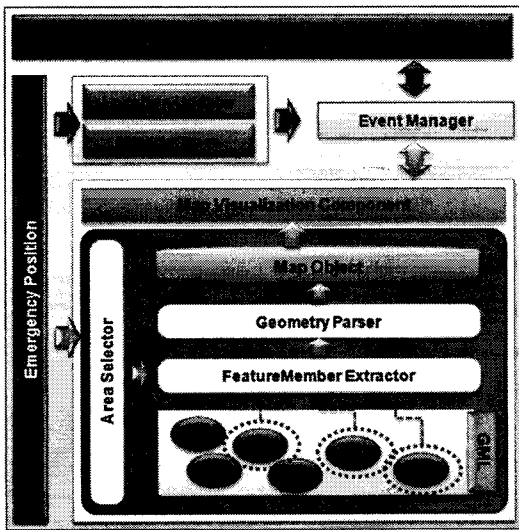 Event Manager
Map Visualization Component
Emergency Position
Area Selector
Map Object
Geometry Parser
FeatureMember Extractor
GML